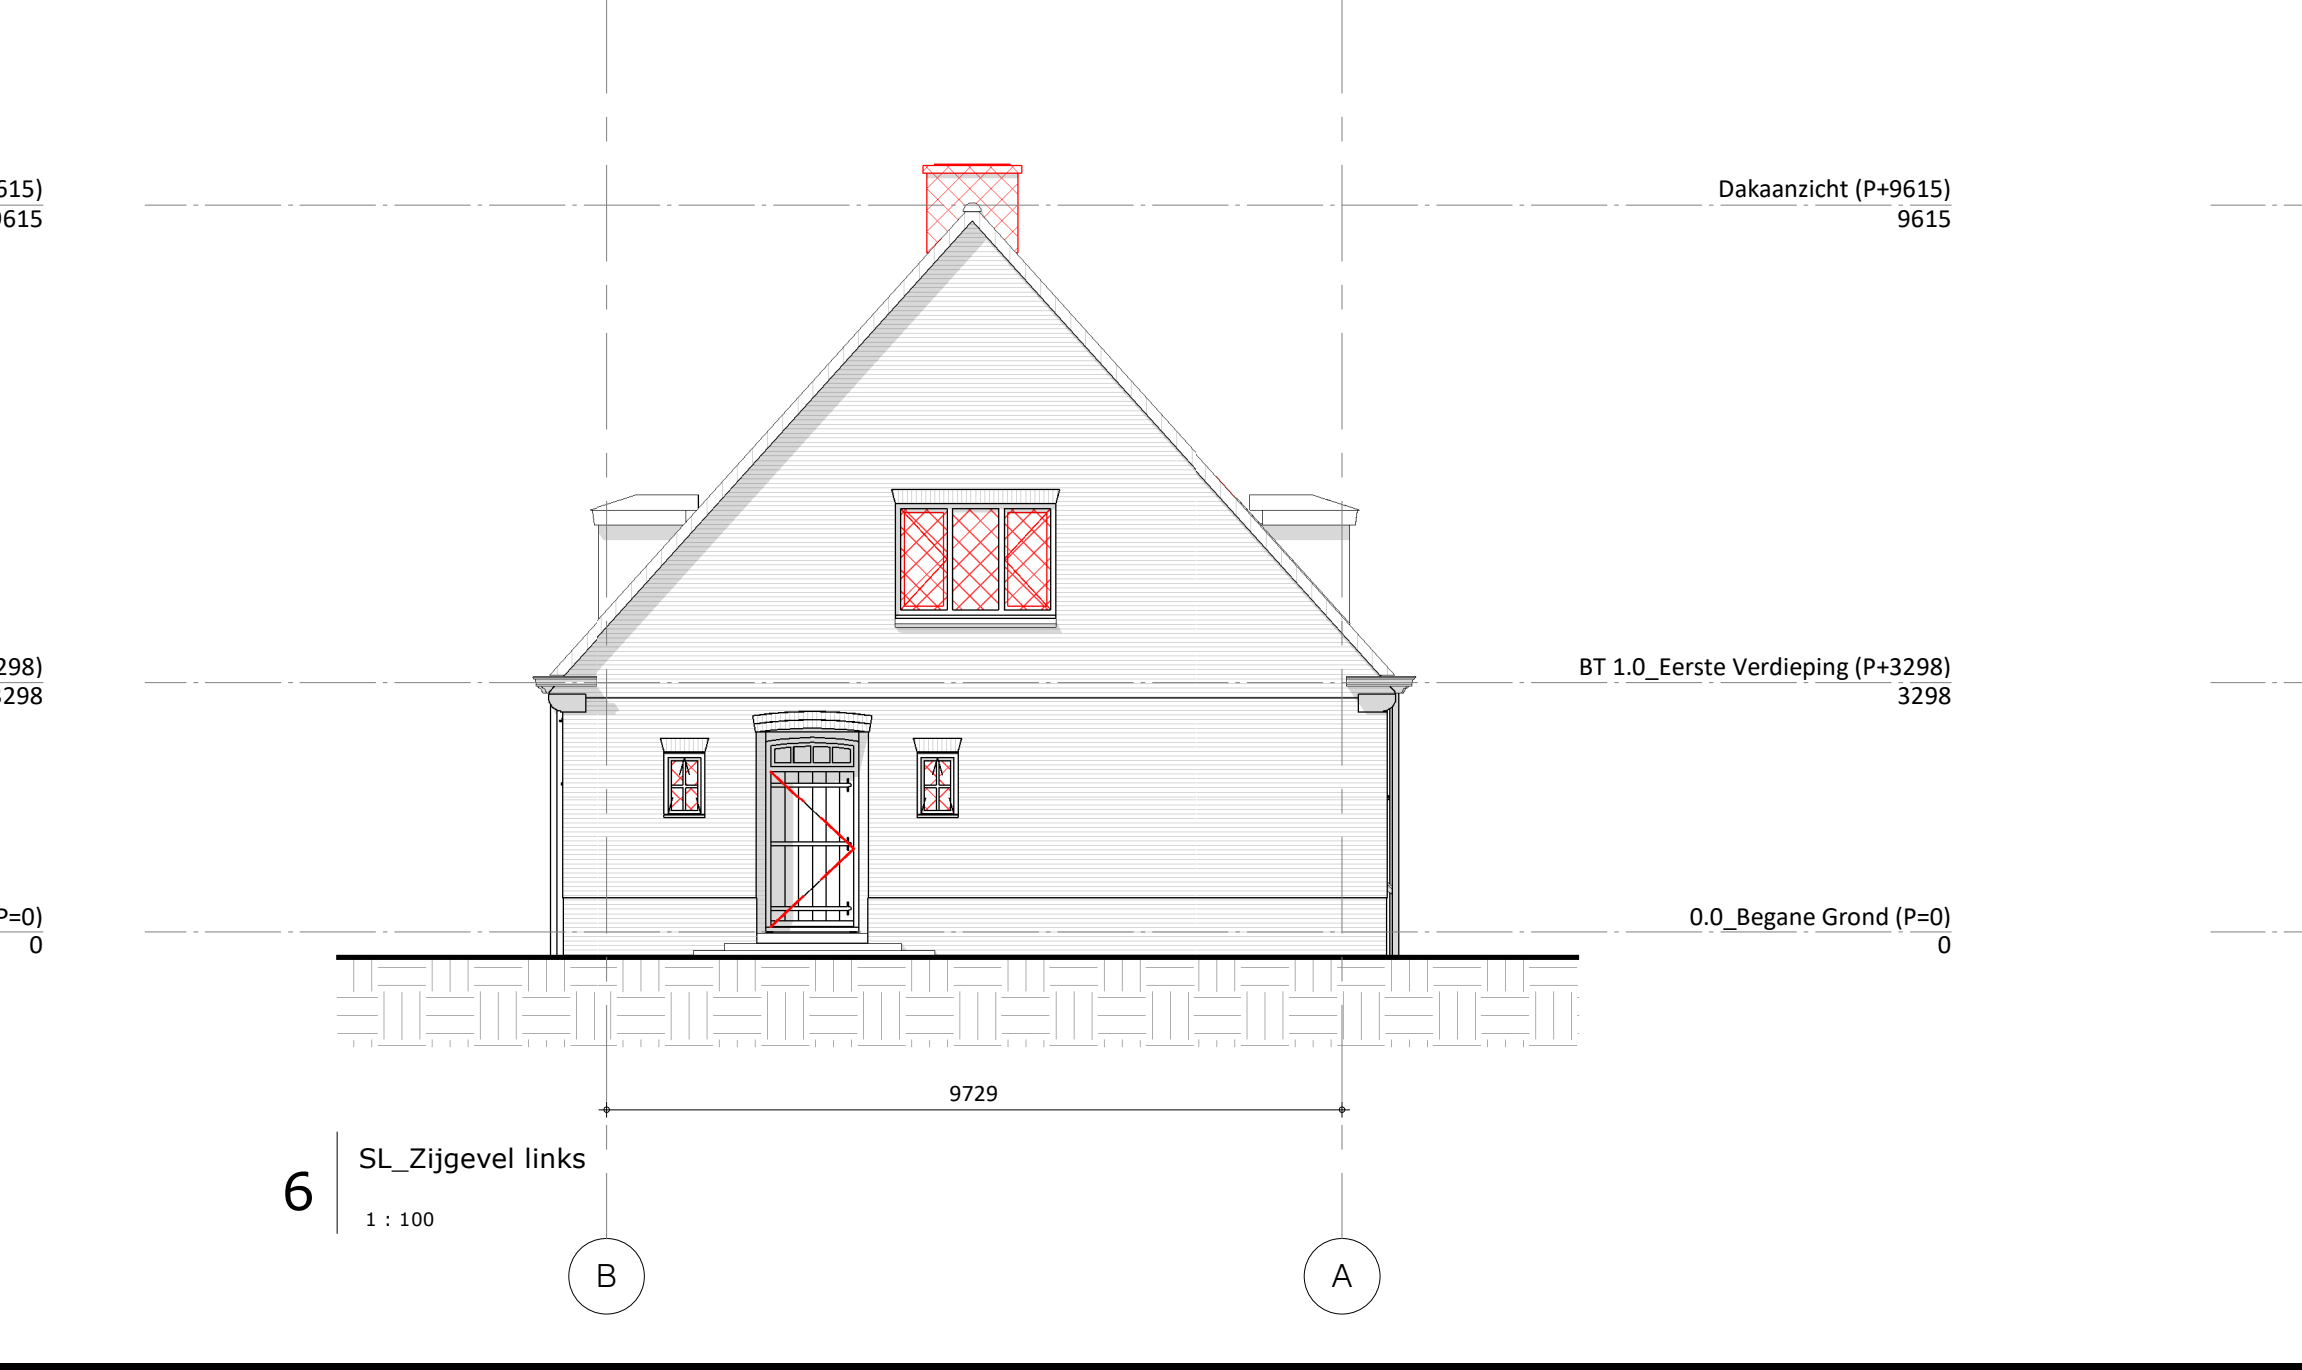 615)
9615
Dakaanzicht (P+9615)
9615
298)
3298
BT 1.0_Eerste Verdieping (P+3298)
3298
P=0)
0
0.0_Begane Grond (P=0)
0
9729
6
SL_Zijgevel links
1 : 100
B
A